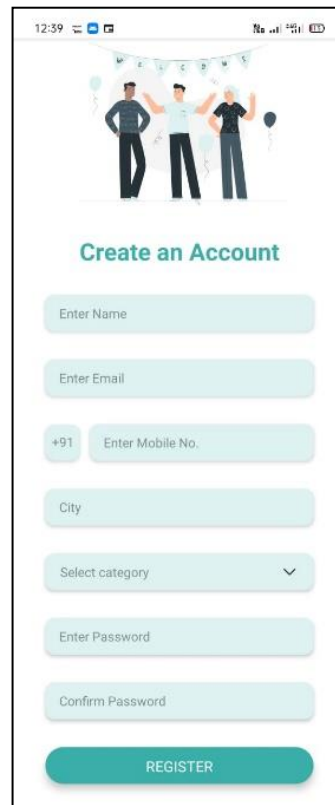 12:39
WELCOME
Create an Account
Enter Name
Enter Email
+91 Enter Mobile No.
City
Select category
Enter Password
Confirm Password
REGISTER